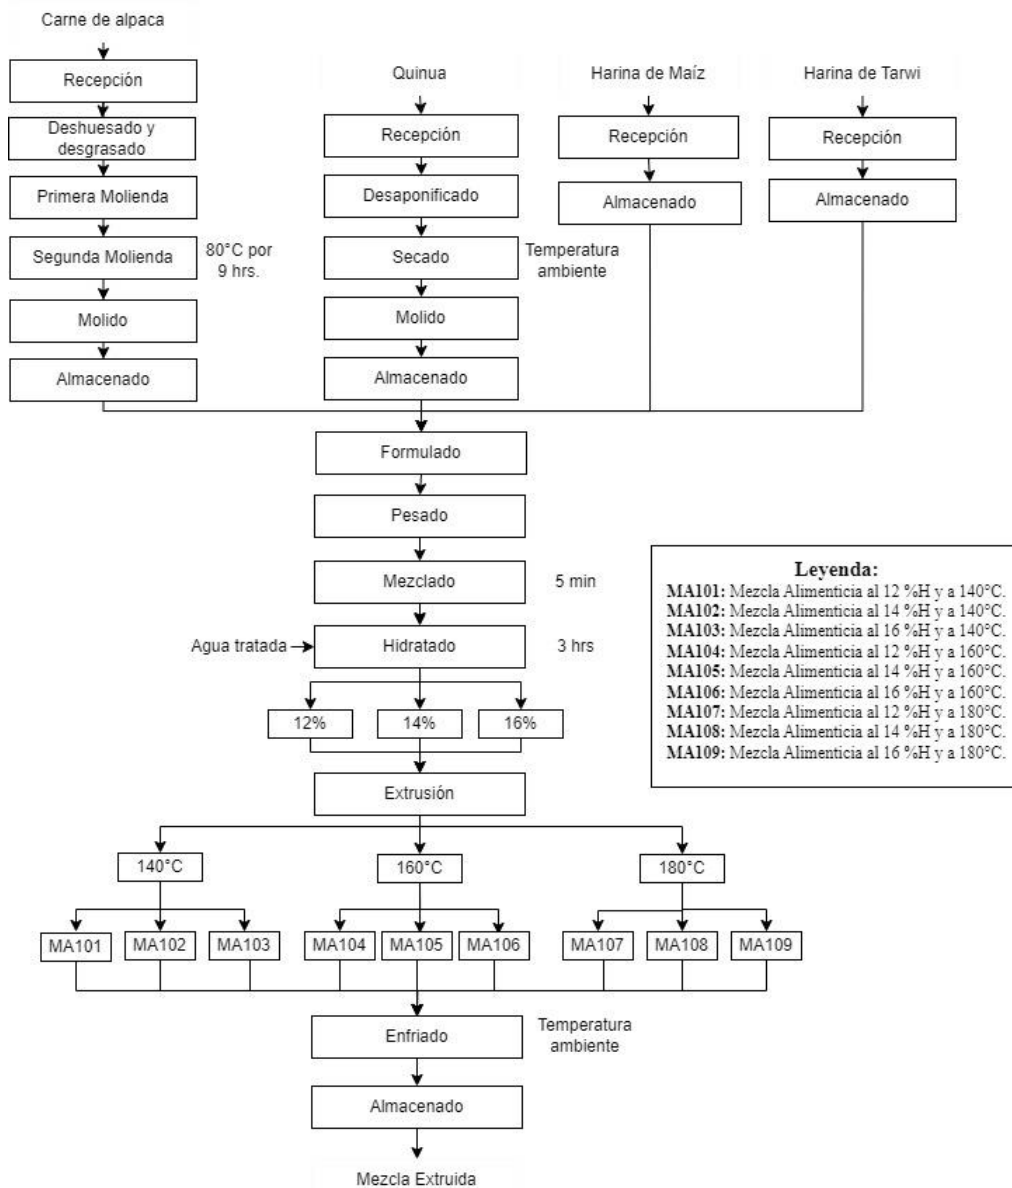 Carne de alpaca
Recepción
Deshuesado y
desgrasado
Primera Molienda
Segunda Molienda
80°C por
9 hrs.
Molido
Almacenado
Quinua
Recepción
Desaponificado
Secado
Temperatura
ambiente
Molido
Almacenado
Harina de Maíz
Recepción
Almacenado
Harina de Tarwi
Recepción
Almacenado
Formulado
Pesado
Mezclado
5 min
Agua tratada
Hidratado
3 hrs
12%
14%
16%
Extrusión
140°C
160°C
180°C
MA101
MA102
MA103
MA104
MA105
MA106
MA107
MA108
MA109
Enfriado
Temperatura
ambiente
Almacenado
Mezcla Extruida
Leyenda:
MA101: Mezcla Alimenticia al 12 %H y a 140°C.
MA102: Mezcla Alimenticia al 14 %H y a 140°C.
MA103: Mezcla Alimenticia al 16 %H y a 140°C.
MA104: Mezcla Alimenticia al 12 %H y a 160°C.
MA105: Mezcla Alimenticia al 14 %H y a 160°C.
MA106: Mezcla Alimenticia al 16 %H y a 160°C.
MA107: Mezcla Alimenticia al 12 %H y a 180°C.
MA108: Mezcla Alimenticia al 14 %H y a 180°C.
MA109: Mezcla Alimenticia al 16 %H y a 180°C.